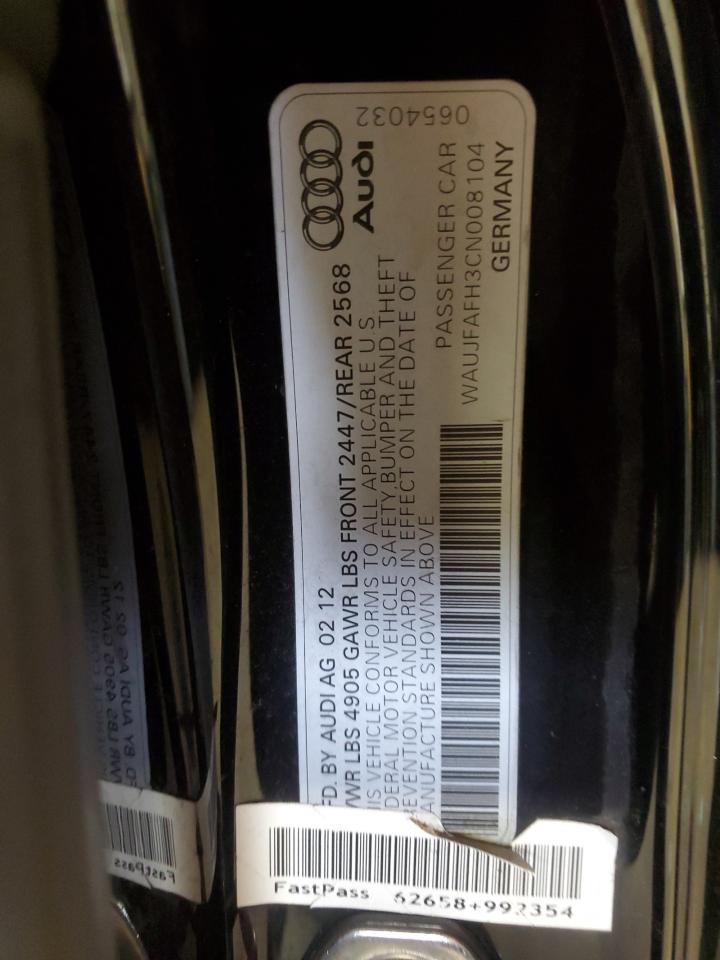 Audi
0654032
FD. BY AUDI AG 02 12
WR LBS 4905 GAWR LBS FRONT 2447/REAR 2568
IS VEHICLE CONFORMS TO ALL APPLICABLE U.S.
DERAL MOTOR VEHICLE SAFETY, BUMPER AND THEFT
EVENTION STANDARDS IN EFFECT ON THE DATE OF
ANUFACTURE SHOWN ABOVE
PASSENGER CAR
WAUJFAFH3CN008104
GERMANY
FastPass 62658+992354
FastPass